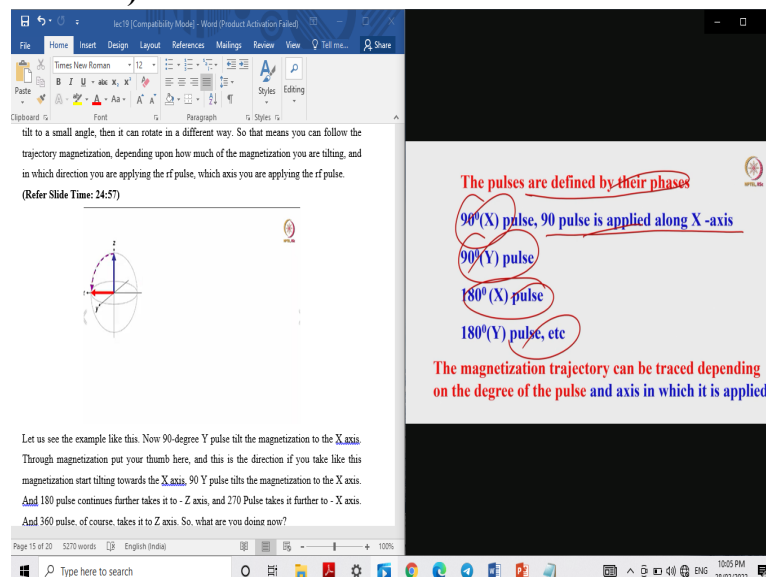 lec19 [Compatibility Mode] - Word (Product Activation Failed)
File Home Insert Design Layout References Mailings Review View Tell me... Share
Times New Roman 12
Paste
B I U abc x₂ x²
Styles Editing
Aa
Clipboard Font Paragraph Styles
tilt to a small angle, then it can rotate in a different way. So that means you can follow the
trajectory magnetization, depending upon how much of the magnetization you are tilting, and
in which direction you are applying the rf pulse, which axis you are applying the rf pulse.
(Refer Slide Time: 24:57)
z
y
Let us see the example like this. Now 90-degree Y pulse tilt the magnetization to the X axis.
Through magnetization put your thumb here, and this is the direction if you take like this
magnetization start tilting towards the X axis, 90 Y pulse tilts the magnetization to the X axis.
And 180 pulse continues further takes it to - Z axis, and 270 Pulse takes it further to - X axis.
And 360 pulse, of course, takes it to Z axis. So, what are you doing now?
Page 15 of 20 5270 words English (India) 100%
The pulses are defined by their phases
90⁰(X) pulse, 90 pulse is applied along X -axis
90⁰(Y) pulse
180⁰ (X) pulse
180⁰(Y) pulse, etc
The magnetization trajectory can be traced depending
on the degree of the pulse and axis in which it is applied
Type here to search
ENG 10:05 PM